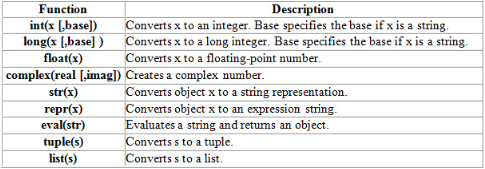 Function Description
int(x [,base]) Converts x to an integer. Base specifies the base if x is a string.
long(x [,base] ) Converts x to a long integer. Base specifies the base if x is a string.
float(x) Converts x to a floating-point number.
complex(real [,imag]) Creates a complex number.
str(x) Converts object x to a string representation.
repr(x) Converts object x to an expression string.
eval(str) Evaluates a string and returns an object.
tuple(s) Converts s to a tuple.
list(s) Converts s to a list.